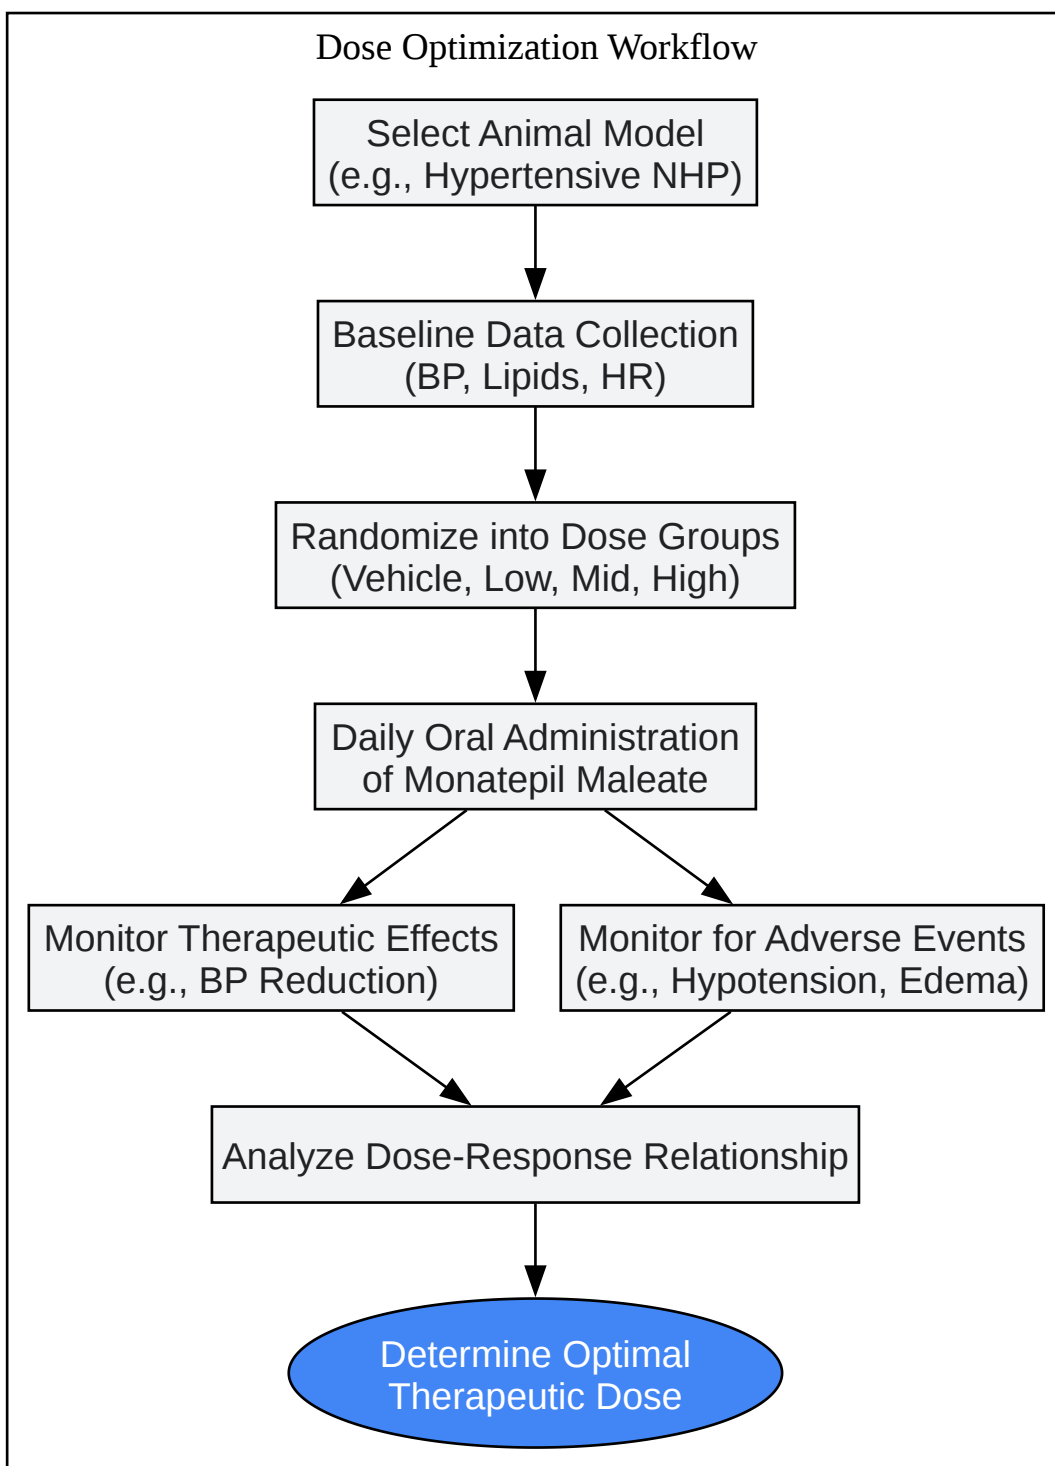 Dose Optimization Workflow
Select Animal Model
(e.g., Hypertensive NHP)
Baseline Data Collection
(BP, Lipids, HR)
Randomize into Dose Groups
(Vehicle, Low, Mid, High)
Daily Oral Administration
of Monatepil Maleate
Monitor Therapeutic Effects
(e.g., BP Reduction)
Monitor for Adverse Events
(e.g., Hypotension, Edema)
Analyze Dose-Response Relationship
Determine Optimal
Therapeutic Dose